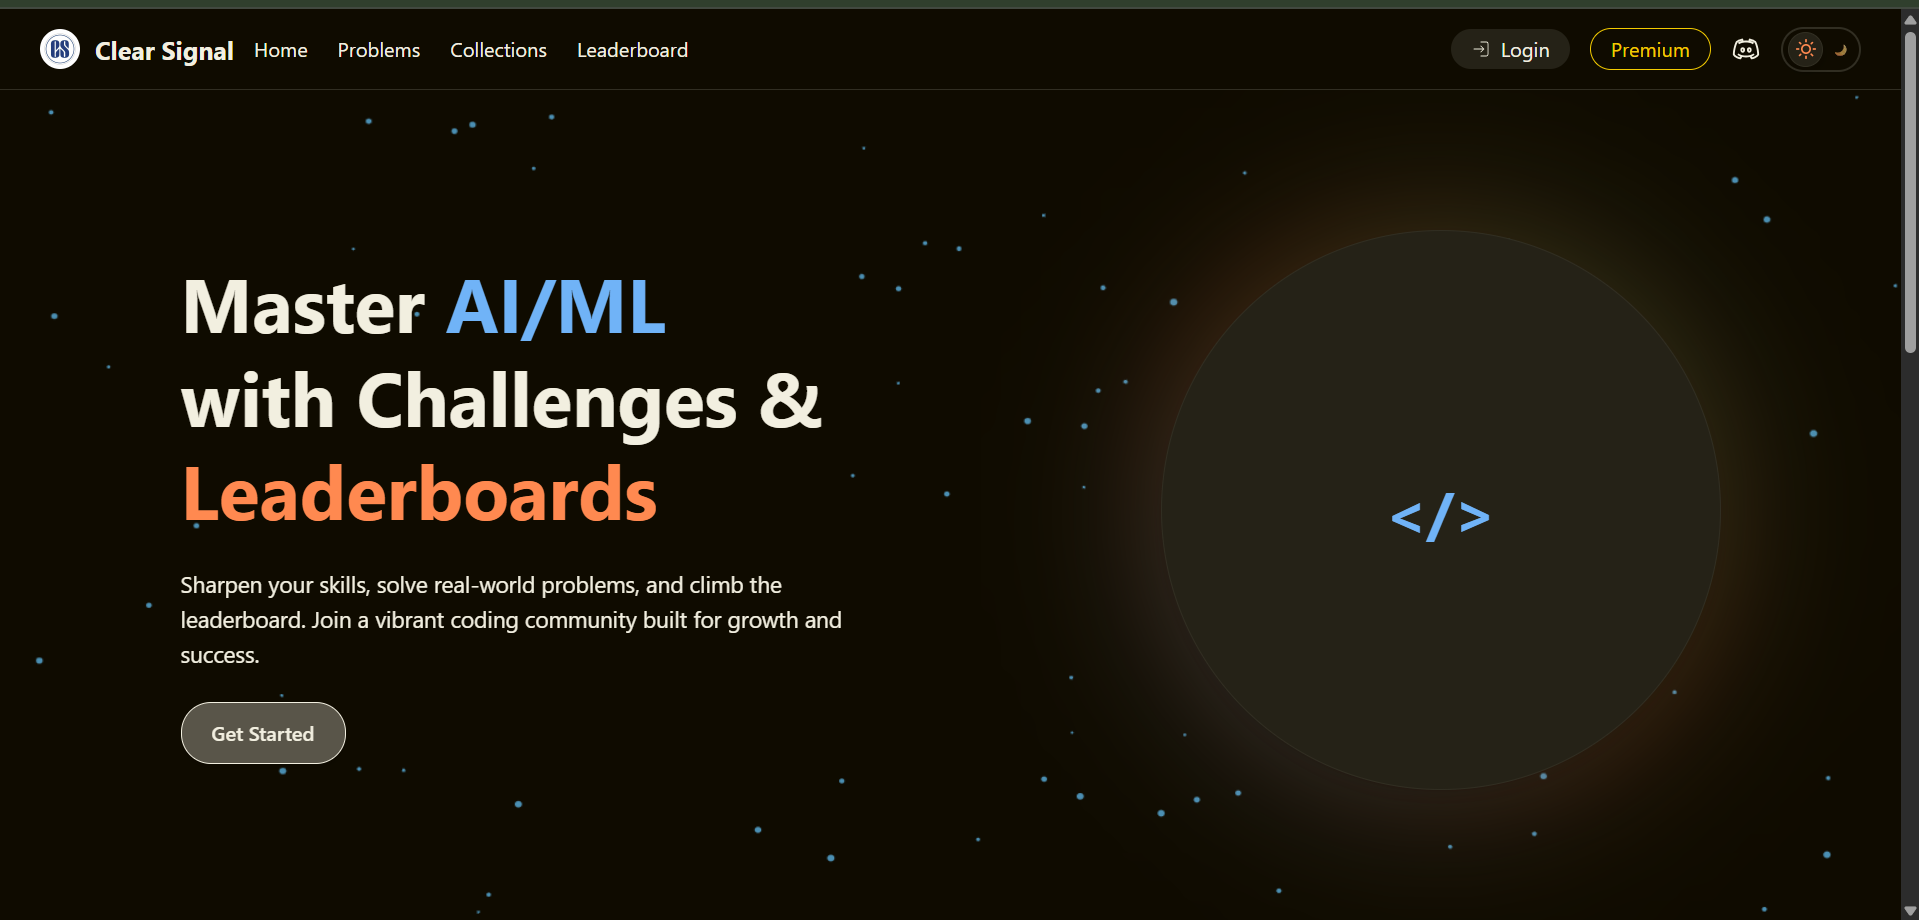 CS
Clear Signal
Home
Problems
Collections
Leaderboard
Login
Premium
Master AI/ML
with Challenges &
Leaderboards
Sharpen your skills, solve real-world problems, and climb the
leaderboard. Join a vibrant coding community built for growth and
success.
Get Started
</>